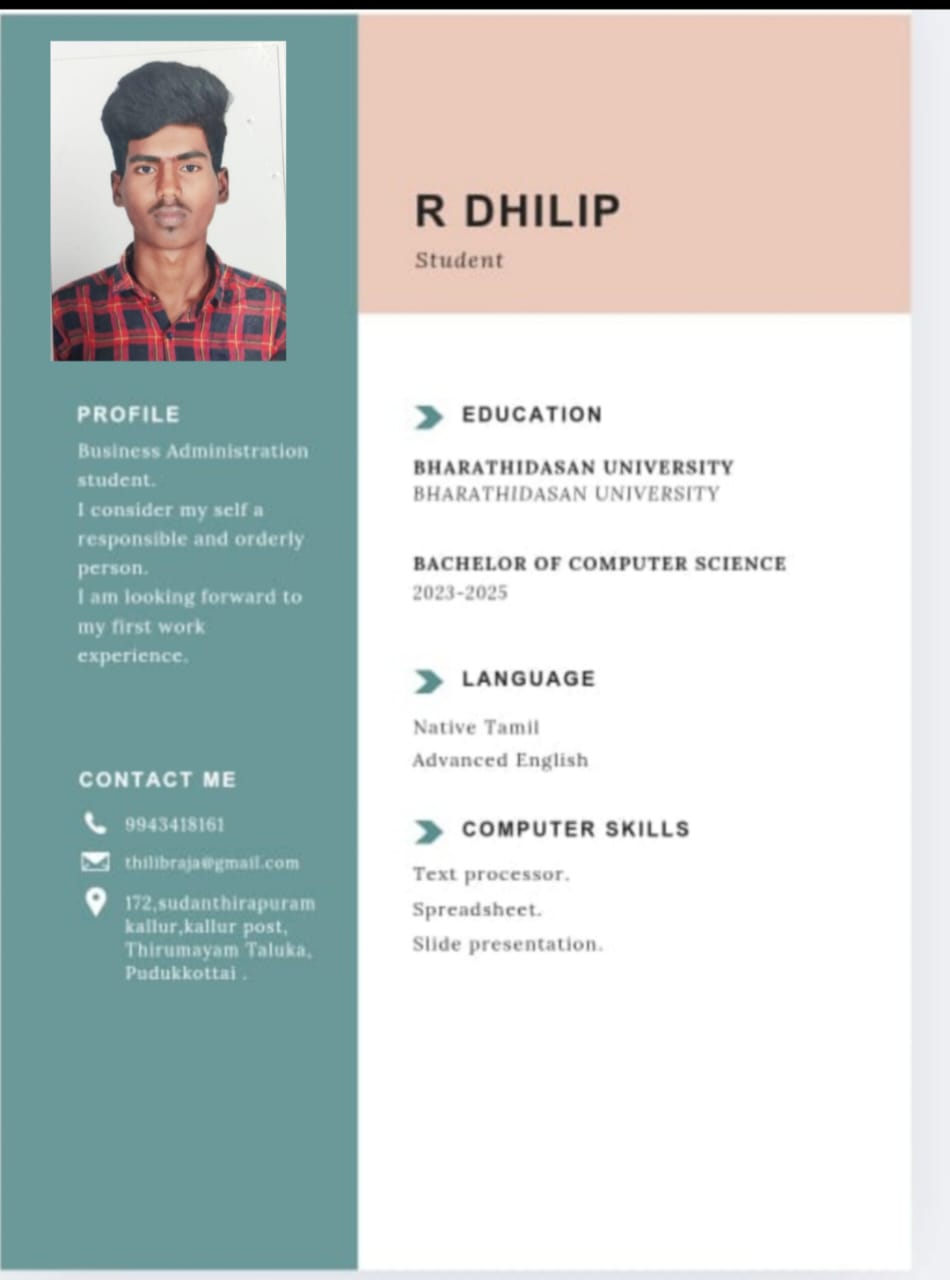 R DHILIP
Student
PROFILE
Business Administration
student.
I consider my self a
responsible and orderly
person.
I am looking forward to
my first work
experience.
CONTACT ME
9943418161
thilibraja@gmail.com
172,sudanthirapuram
kallur,kallur post,
Thirumayam Taluka,
Pudukkottai .
EDUCATION
BHARATHIDASAN UNIVERSITY
BHARATHIDASAN UNIVERSITY
BACHELOR OF COMPUTER SCIENCE
2023-2025
LANGUAGE
Native Tamil
Advanced English
COMPUTER SKILLS
Text processor.
Spreadsheet.
Slide presentation.